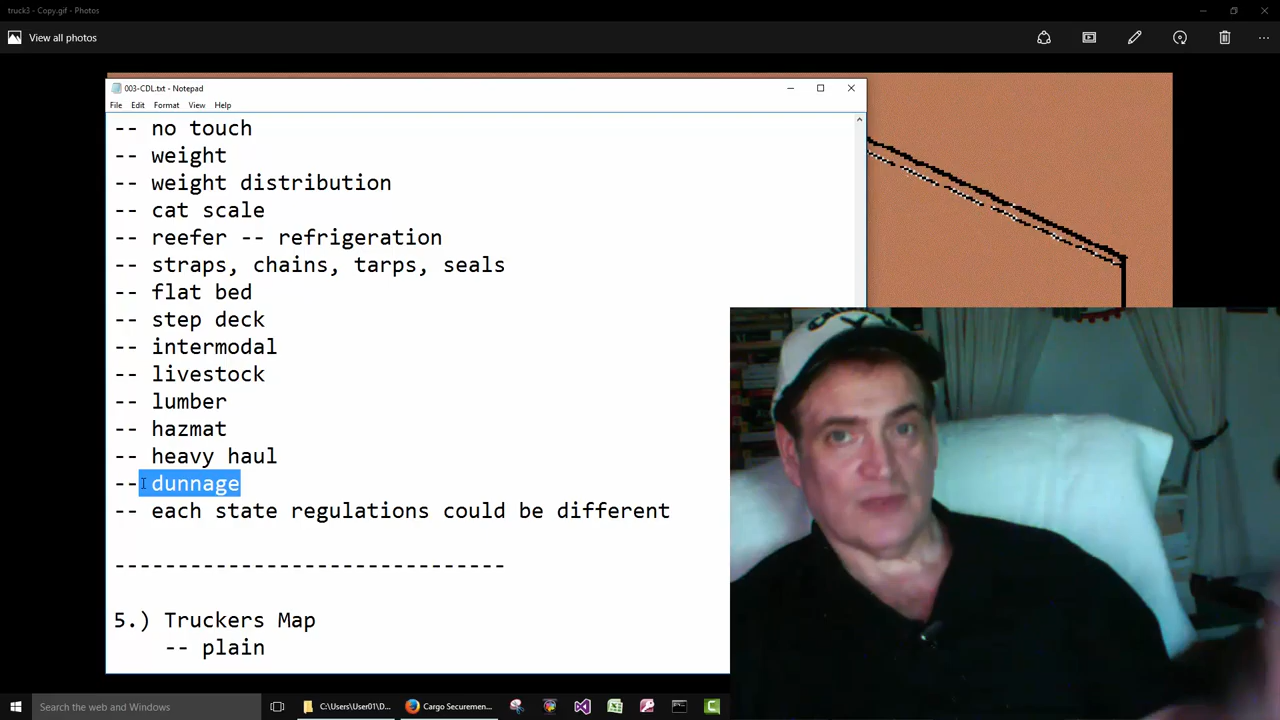 truck3 - Copy.gif - Photos
View all photos
003-CDL.txt - Notepad
File Edit Format View Help
-- no touch
-- weight
-- weight distribution
-- cat scale
-- reefer -- refrigeration
-- straps, chains, tarps, seals
-- flat bed
-- step deck
-- intermodal
-- livestock
-- lumber
-- hazmat
-- heavy haul
-- dunnage
-- each state regulations could be different
-------------------------------
5.) Truckers Map
-- plain
Search the web and Windows
C:\Users\User01\D...
Cargo Securemen...